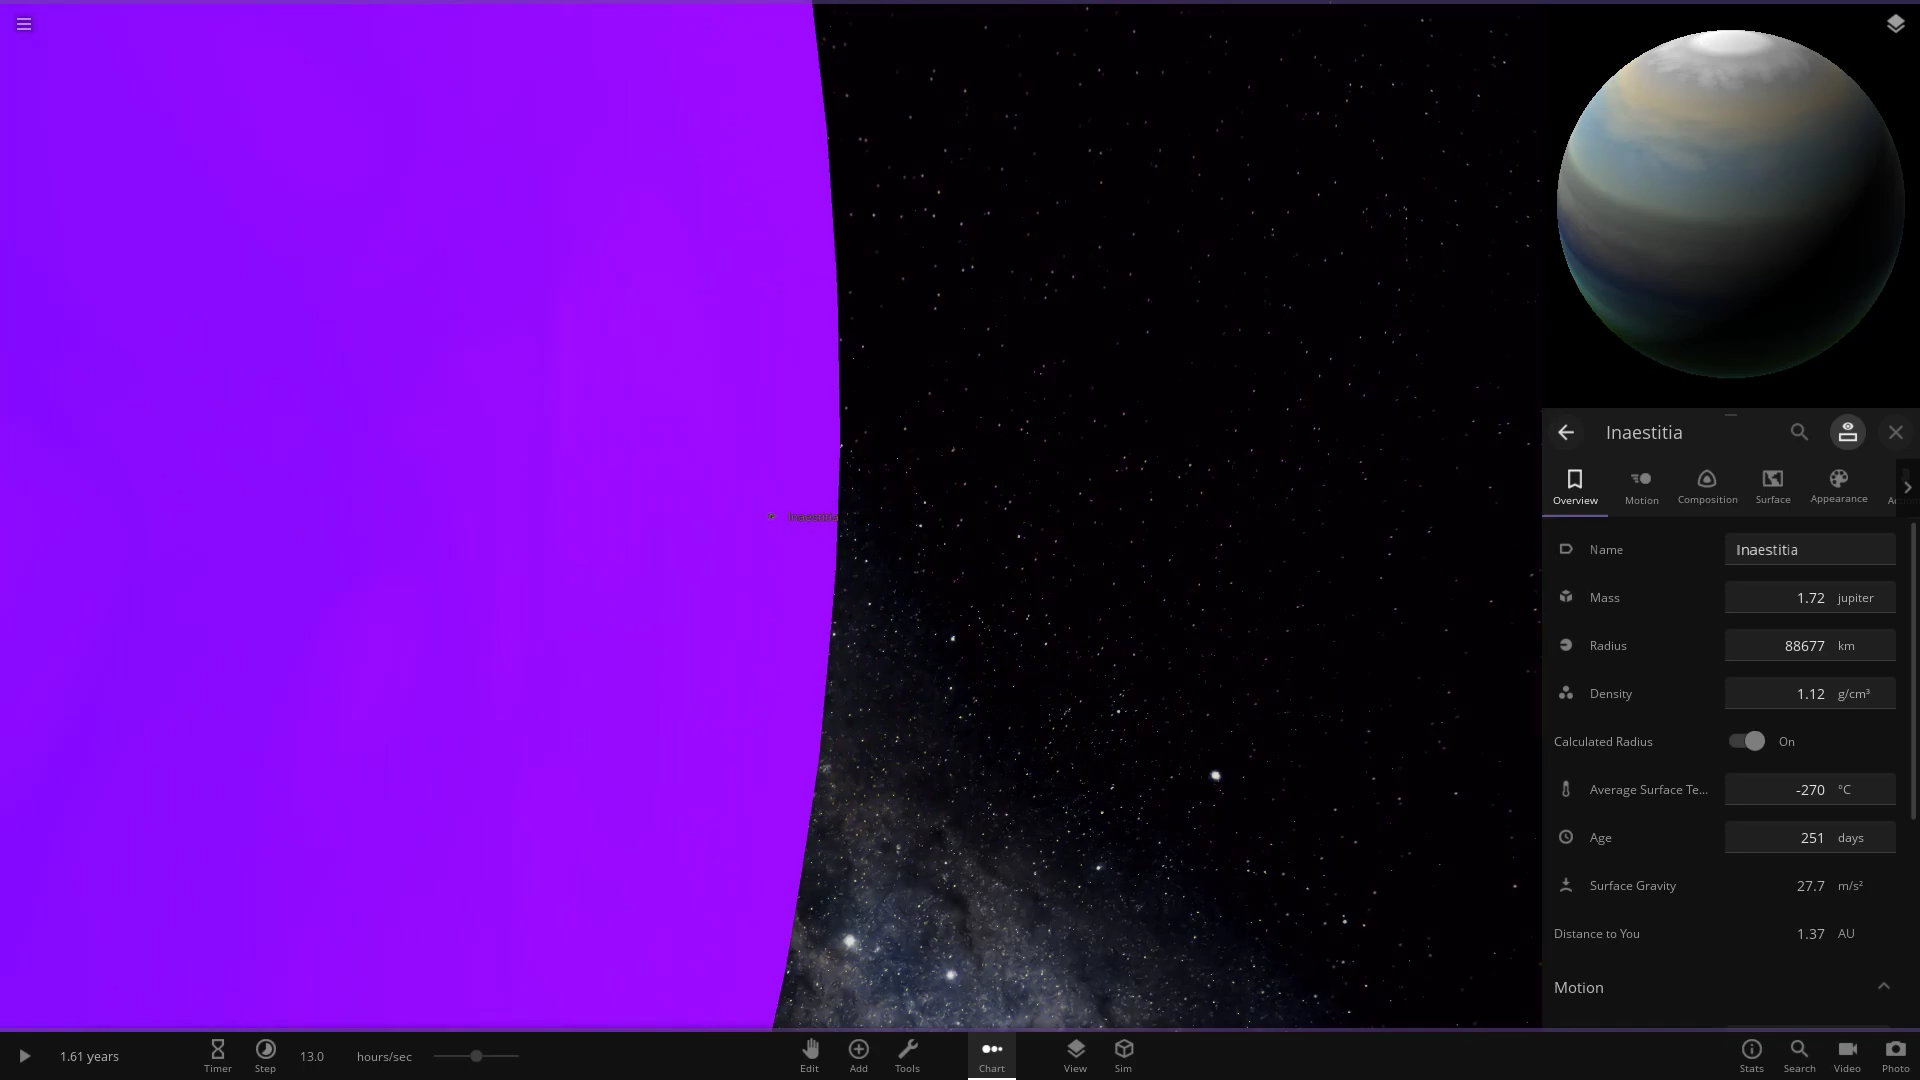 Inaestitia
Inaestitia
Overview
Motion
Composition
Surface
Appearance
Name
Inaestitia
Mass
1.72 jupiter
Radius
88677 km
Density
1.12 g/cm³
Calculated Radius
On
Average Surface Te...
-270 °C
Age
251 days
Surface Gravity
27.7 m/s²
Distance to You
1.37 AU
Motion
1.61 years
Timer
Step
13.0 hours/sec
Edit
Add
Tools
Chart
View
Sim
Stats
Search
Video
Photo